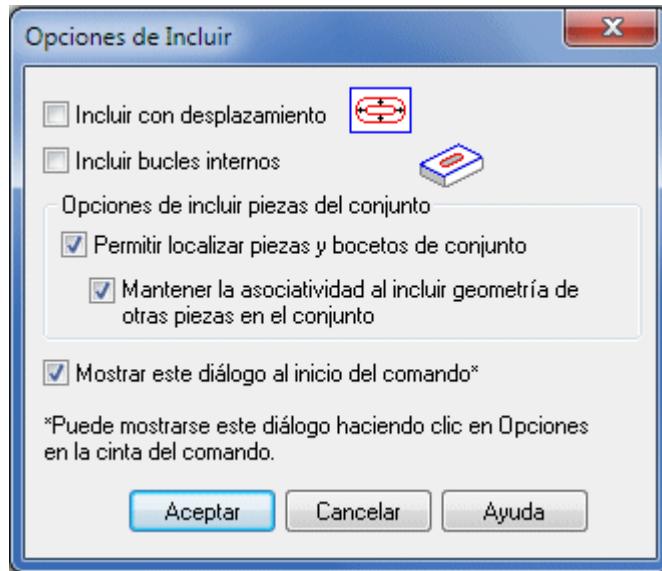 Opciones de Incluir
Incluir con desplazamiento
Incluir bucles internos
Opciones de incluir piezas del conjunto
Permitir localizar piezas y bocetos de conjunto
Mantener la asociatividad al incluir geometría de
otras piezas en el conjunto
Mostrar este diálogo al inicio del comando*
*Puede mostrarse este diálogo haciendo clic en Opciones
en la cinta del comando.
Aceptar Cancelar Ayuda